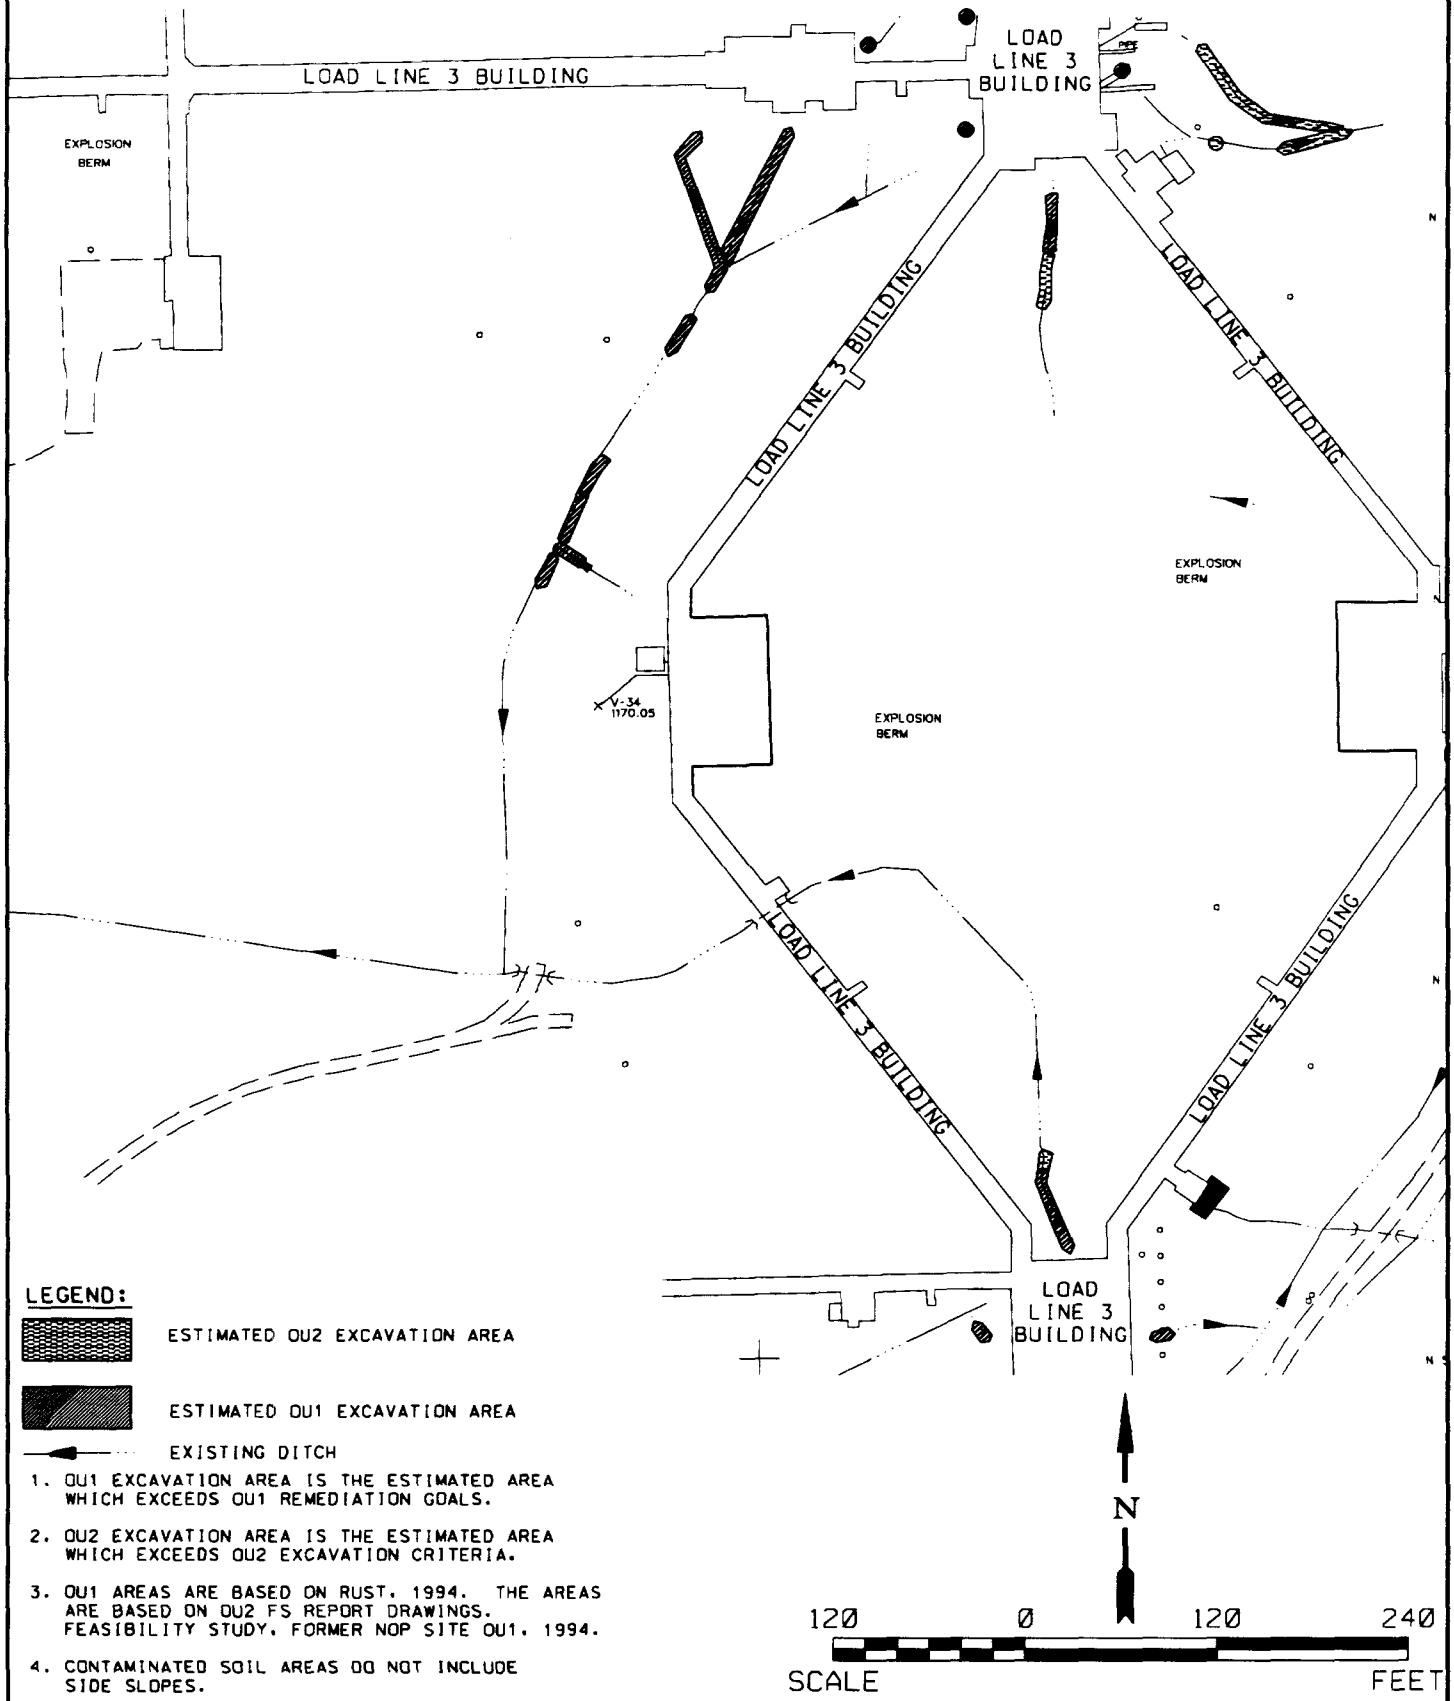 LOAD
LINE 3
BUILDING
PIPE
LOAD LINE 3 BUILDING
EXPLOSION
BERM
N
LOAD LINE 3 BUILDING
LOAD LINE 3 BUILDING
EXPLOSION
BERM
N
V-34
1170.05
EXPLOSION
BERM
LOAD LINE 3 BUILDING
LOAD LINE 3 BUILDING
N
LOAD
LINE 3
BUILDING
N
LEGEND:
ESTIMATED OU2 EXCAVATION AREA
ESTIMATED OU1 EXCAVATION AREA
EXISTING DITCH
1. OU1 EXCAVATION AREA IS THE ESTIMATED AREA
WHICH EXCEEDS OU1 REMEDIATION GOALS.
2. OU2 EXCAVATION AREA IS THE ESTIMATED AREA
WHICH EXCEEDS OU2 EXCAVATION CRITERIA.
3. OU1 AREAS ARE BASED ON RUST. 1994. THE AREAS
ARE BASED ON OU2 FS REPORT DRAWINGS.
FEASIBILITY STUDY. FORMER NOP SITE OU1. 1994.
4. CONTAMINATED SOIL AREAS DO NOT INCLUDE
SIDE SLOPES.
N
120 0 120 240
SCALE FEET